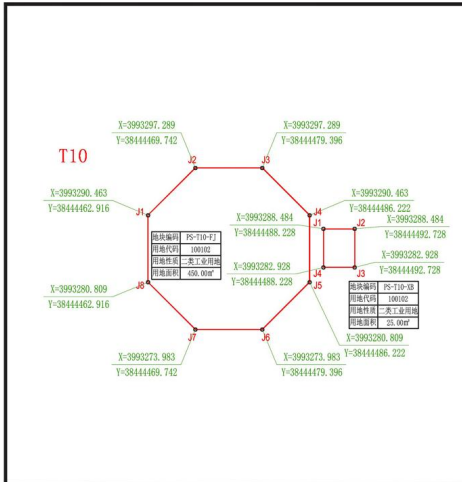 X=3993297.289
Y=38444469.742
X=3993297.289
Y=38444479.396
T10
J2
J3
X=3993290.463
Y=38444462.916
J1
J4
X=3993290.463
Y=38444486.222
X=3993288.484
Y=38444488.228
J1
J2
X=3993288.484
Y=38444492.728
地块编码 PS-T10-FJ
用地代码 100102
用地性质 二类工业用地
用地面积 450.00㎡
X=3993282.928
Y=38444488.228
J4
J3
X=3993282.928
Y=38444492.728
X=3993280.809
Y=38444462.916
J8
J5
地块编码 PS-T10-XB
用地代码 100102
用地性质 二类工业用地
用地面积 25.00㎡
X=3993280.809
Y=38444486.222
J7
J6
X=3993273.983
Y=38444469.742
X=3993273.983
Y=38444479.396